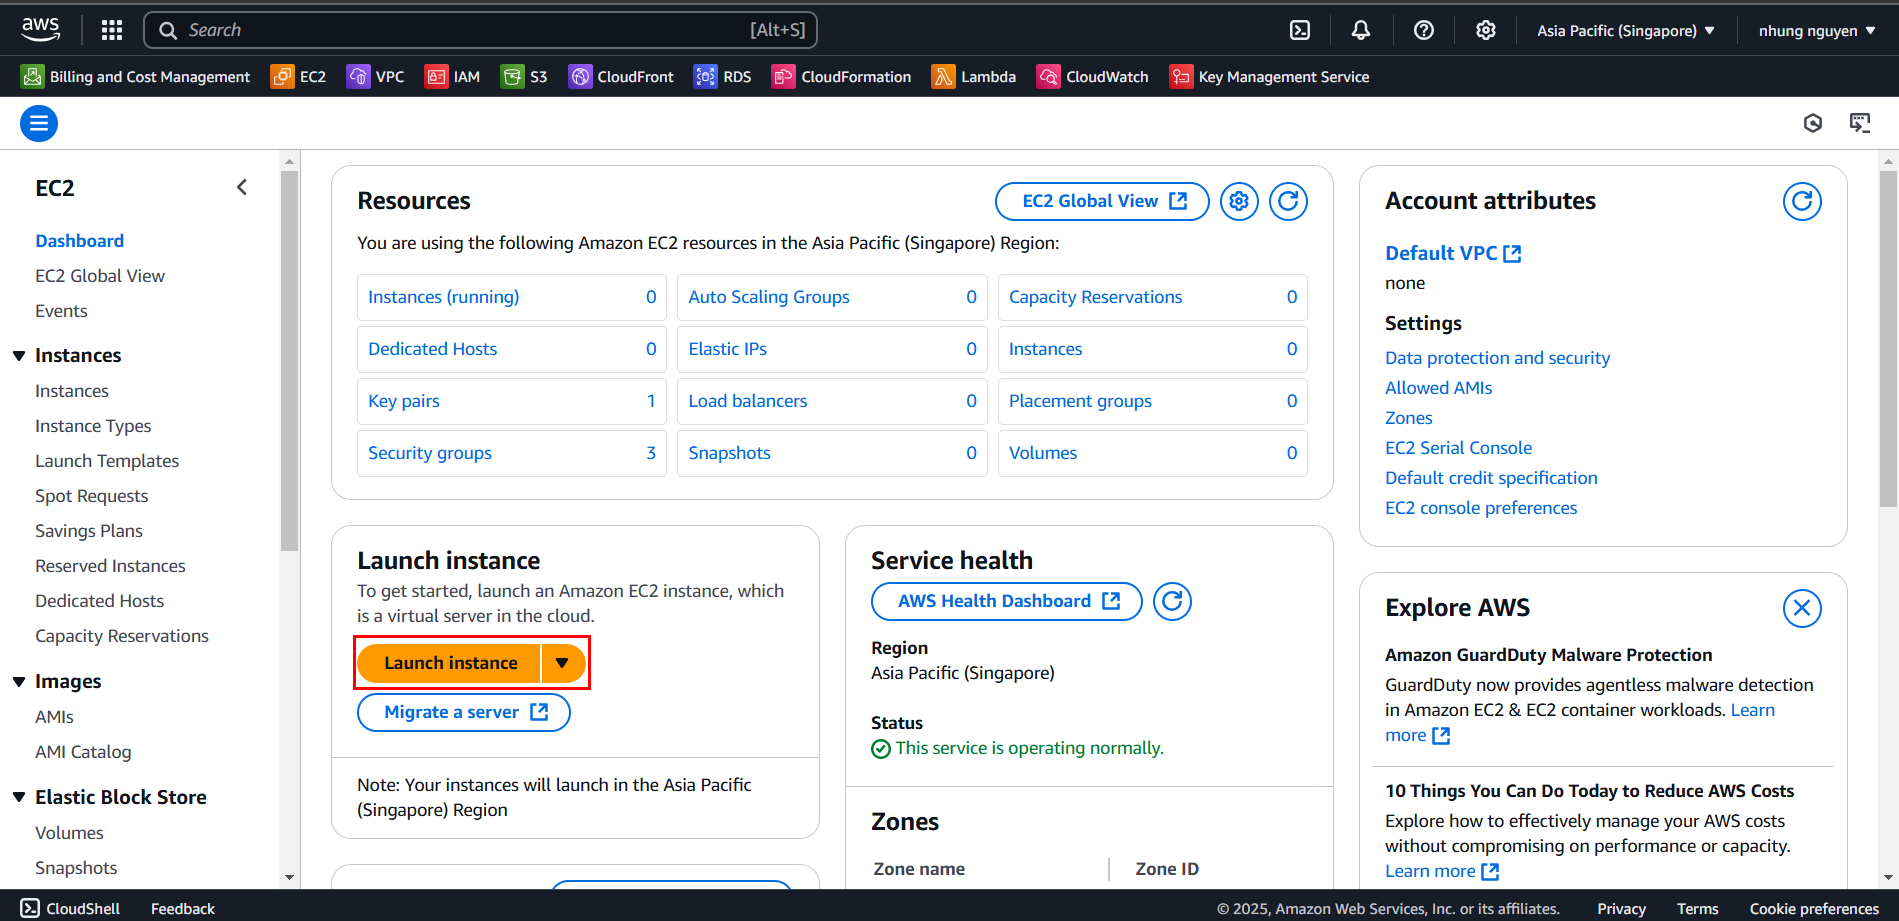 aws
Search [Alt+S]
Asia Pacific (Singapore)
nhung nguyen
Billing and Cost Management EC2 VPC IAM S3 CloudFront RDS CloudFormation Lambda CloudWatch Key Management Service
EC2
Dashboard
EC2 Global View
Events
Instances
Instances
Instance Types
Launch Templates
Spot Requests
Savings Plans
Reserved Instances
Dedicated Hosts
Capacity Reservations
Images
AMIs
AMI Catalog
Elastic Block Store
Volumes
Snapshots
Resources
EC2 Global View
You are using the following Amazon EC2 resources in the Asia Pacific (Singapore) Region:
Instances (running) 0 Auto Scaling Groups 0 Capacity Reservations 0
Dedicated Hosts 0 Elastic IPs 0 Instances 0
Key pairs 1 Load balancers 0 Placement groups 0
Security groups 3 Snapshots 0 Volumes 0
Launch instance
To get started, launch an Amazon EC2 instance, which
is a virtual server in the cloud.
Launch instance
Migrate a server
Note: Your instances will launch in the Asia Pacific
(Singapore) Region
Service health
AWS Health Dashboard
Region
Asia Pacific (Singapore)
Status
This service is operating normally.
Zones
Zone name Zone ID
Account attributes
Default VPC
none
Settings
Data protection and security
Allowed AMIs
Zones
EC2 Serial Console
Default credit specification
EC2 console preferences
Explore AWS
Amazon GuardDuty Malware Protection
GuardDuty now provides agentless malware detection
in Amazon EC2 & EC2 container workloads. Learn
more
10 Things You Can Do Today to Reduce AWS Costs
Explore how to effectively manage your AWS costs
without compromising on performance or capacity.
Learn more
CloudShell Feedback © 2025, Amazon Web Services, Inc. or its affiliates. Privacy Terms Cookie preferences